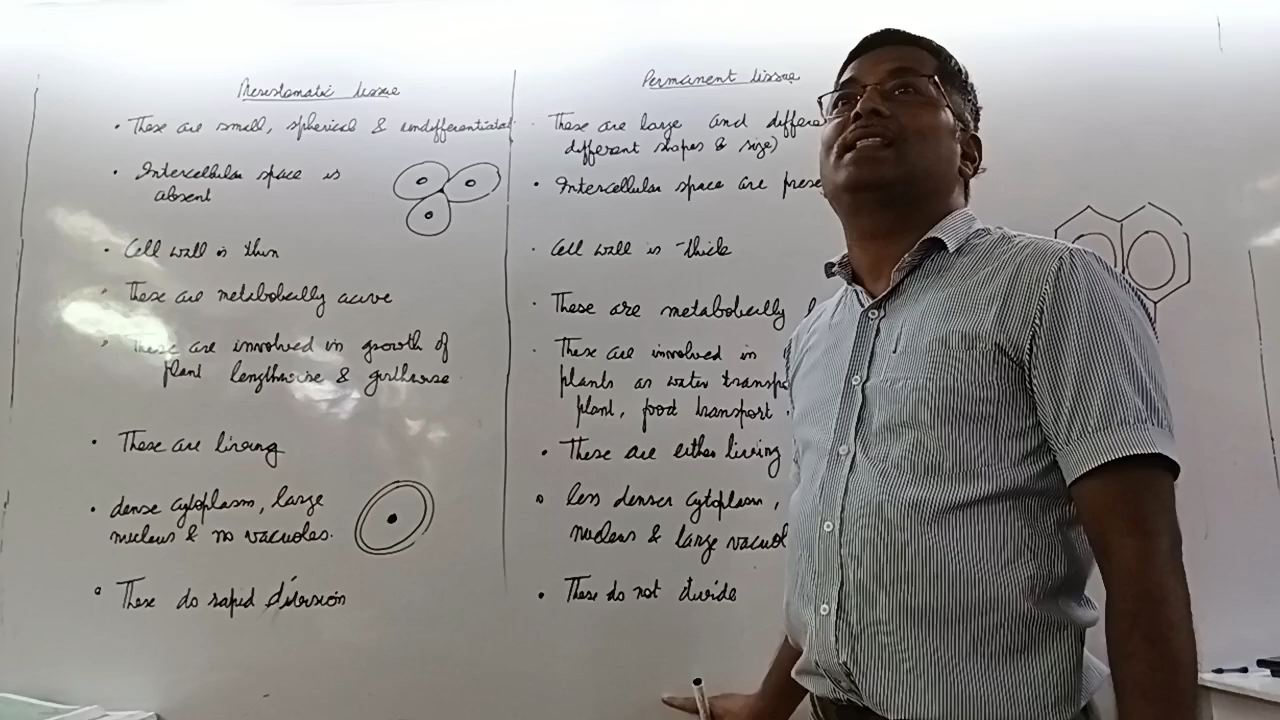 Meristematic tissue
• These are small, spherical & undifferentiated
• Intercellular space is
absent
• Cell wall is thin
• These are metabolically active
• These are involved in growth of
plant lengthwise & girthwise
• These are living
• dense cytoplasm, large
nucleus & no vacuoles.
• These do rapid division
Permanent tissue
• These are large and differe
different shapes & size)
• Intercellular space are prese
• Cell wall is thick
• These are metabolically
• These are involved in
plants as water transpo
plant, food transport
• These are either living
• less denser cytoplasm,
nucleus & large vacuol
• These do not divide